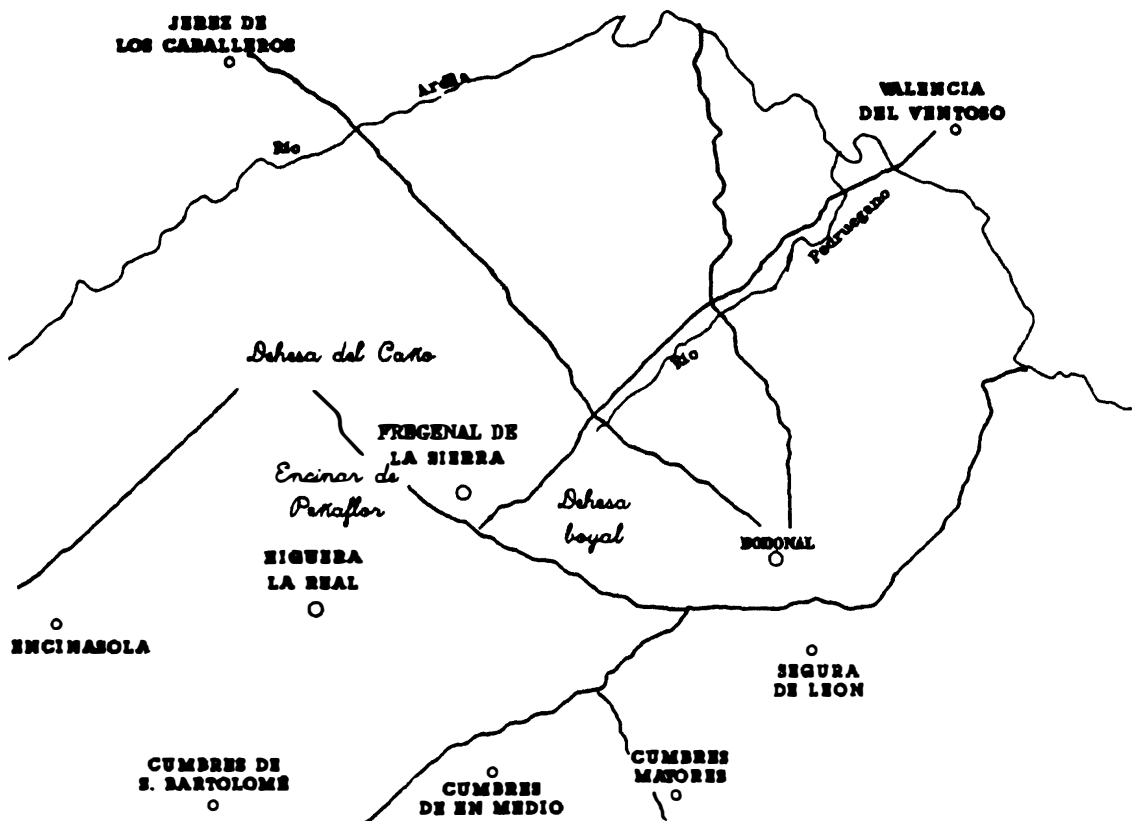 JEREZ DE
LOS CABALLEROS
Ardila
Río
VALENCIA
DEL VENTOSO
Pedruegano
Río
Dehesa del Caño
FREGENAL DE
LA SIERRA
Encinar de
Peñaflor
Dehesa
boyal
BODONAL
HIGUERA
LA REAL
ENCINASOLA
SEGURA
DE LEON
CUMBRES DE
S. BARTOLOMÉ
CUMBRES
DE EN MEDIO
CUMBRES
MAYORES